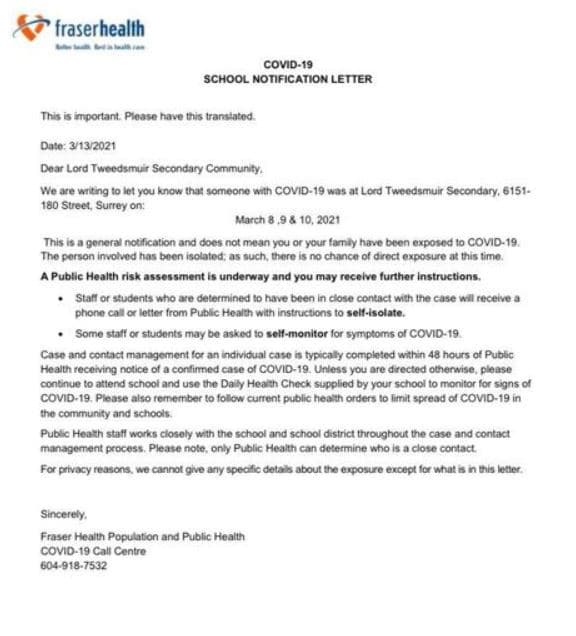 fraserhealth
Better health. Best in health care.
COVID-19
SCHOOL NOTIFICATION LETTER
This is important. Please have this translated.
Date: 3/13/2021
Dear Lord Tweedsmuir Secondary Community,
We are writing to let you know that someone with COVID-19 was at Lord Tweedsmuir Secondary, 6151-
180 Street, Surrey on:
March 8 ,9 & 10, 2021
This is a general notification and does not mean you or your family have been exposed to COVID-19.
The person involved has been isolated; as such, there is no chance of direct exposure at this time.
A Public Health risk assessment is underway and you may receive further instructions.
• Staff or students who are determined to have been in close contact with the case will receive a
phone call or letter from Public Health with instructions to self-isolate.
• Some staff or students may be asked to self-monitor for symptoms of COVID-19.
Case and contact management for an individual case is typically completed within 48 hours of Public
Health receiving notice of a confirmed case of COVID-19. Unless you are directed otherwise, please
continue to attend school and use the Daily Health Check supplied by your school to monitor for signs of
COVID-19. Please also remember to follow current public health orders to limit spread of COVID-19 in
the community and schools.
Public Health staff works closely with the school and school district throughout the case and contact
management process. Please note, only Public Health can determine who is a close contact.
For privacy reasons, we cannot give any specific details about the exposure except for what is in this letter.
Sincerely,
Fraser Health Population and Public Health
COVID-19 Call Centre
604-918-7532